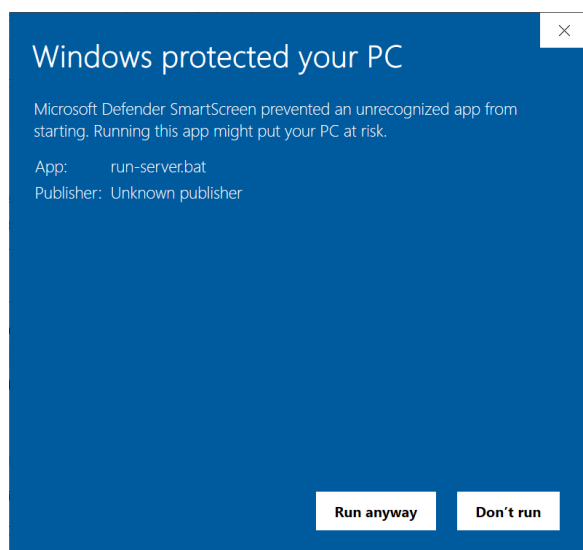 Windows protected your PC
Microsoft Defender SmartScreen prevented an unrecognized app from
starting. Running this app might put your PC at risk.
App: run-server.bat
Publisher: Unknown publisher
Run anyway Don’t run